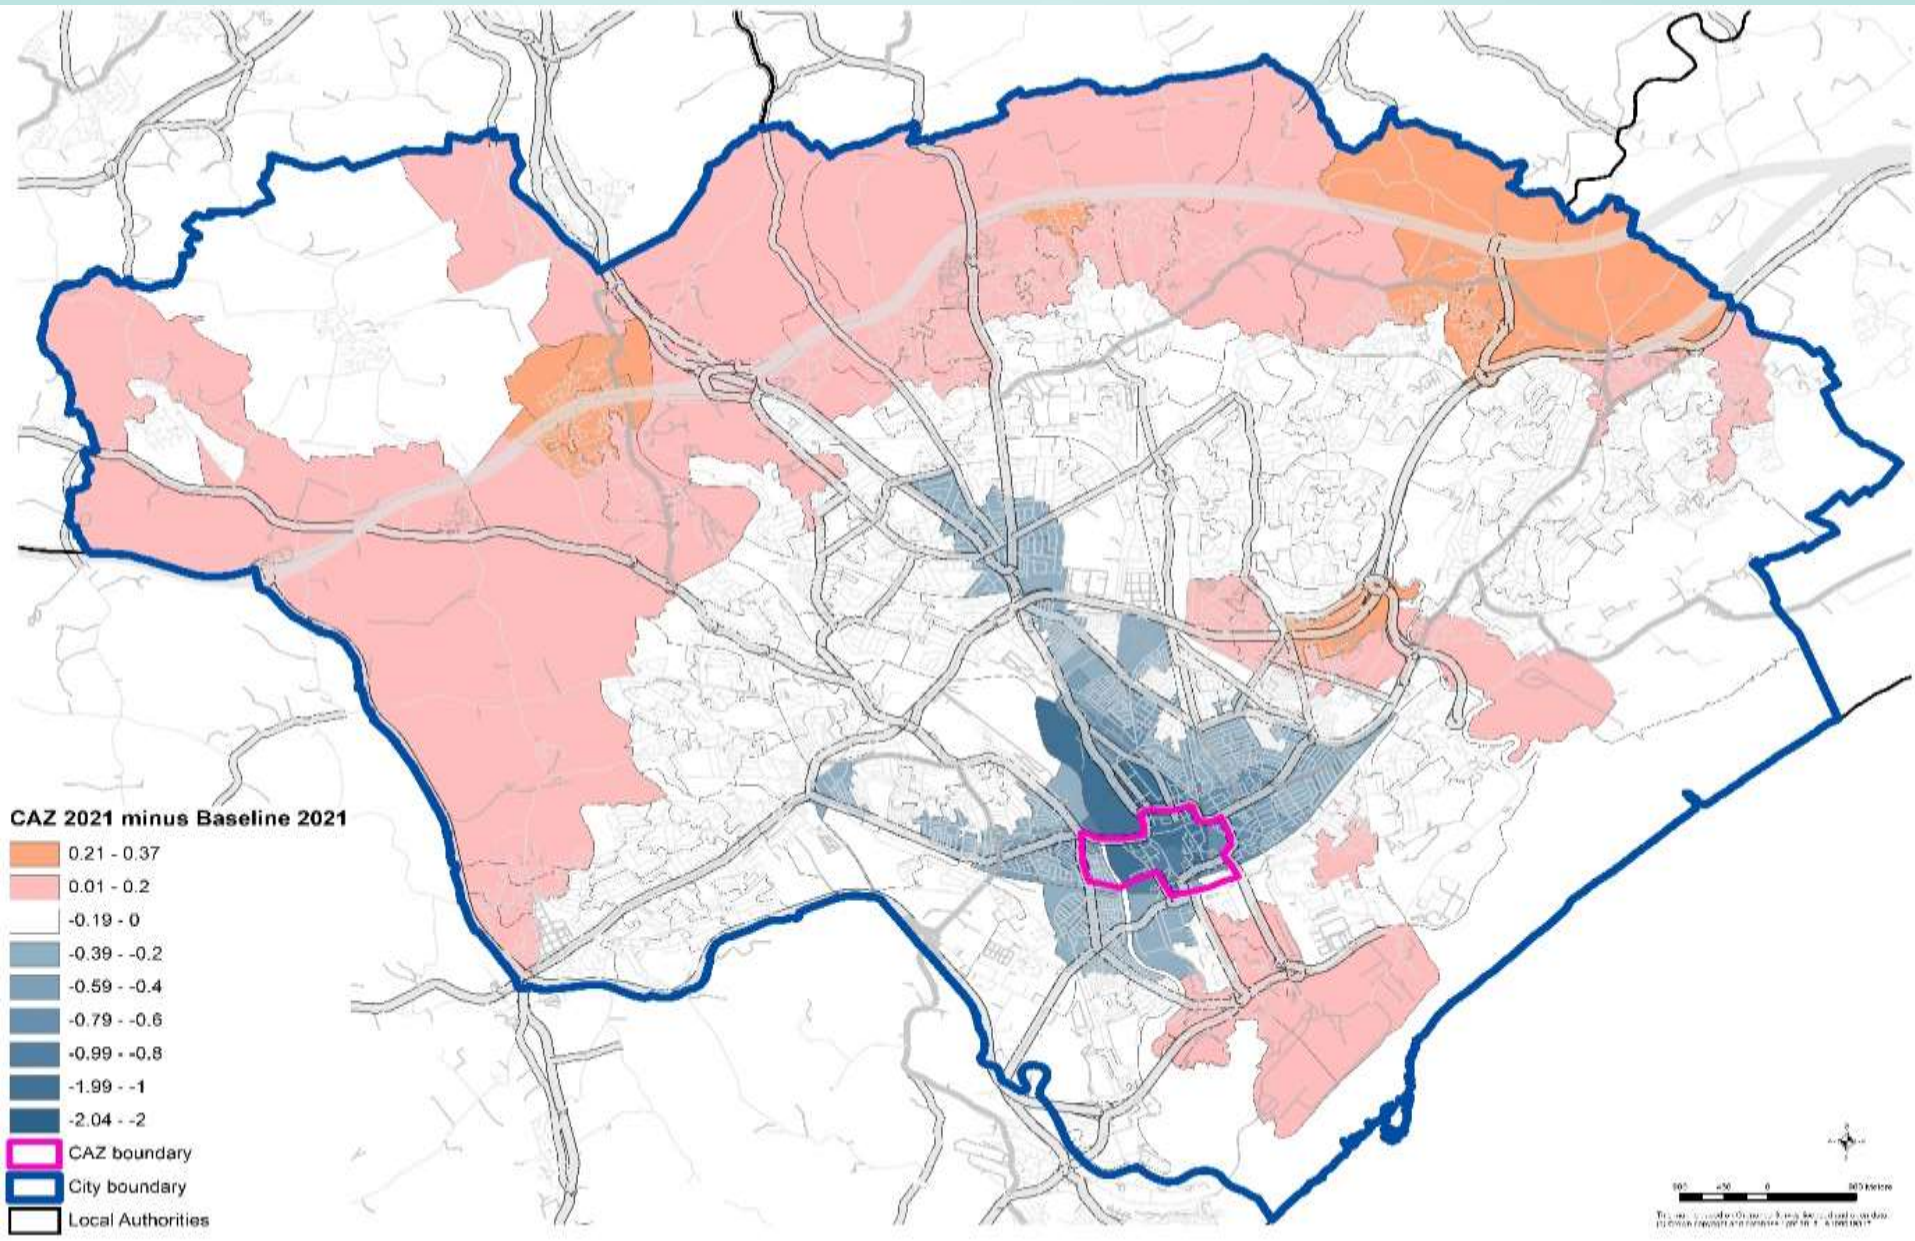 CAZ 2021 minus Baseline 2021
0.21 - 0.37
0.01 - 0.2
-0.19 - 0
-0.39 - -0.2
-0.59 - -0.4
-0.79 - -0.6
-0.99 - -0.8
-1.99 - -1
-2.04 - -2
CAZ boundary
City boundary
Local Authorities
0